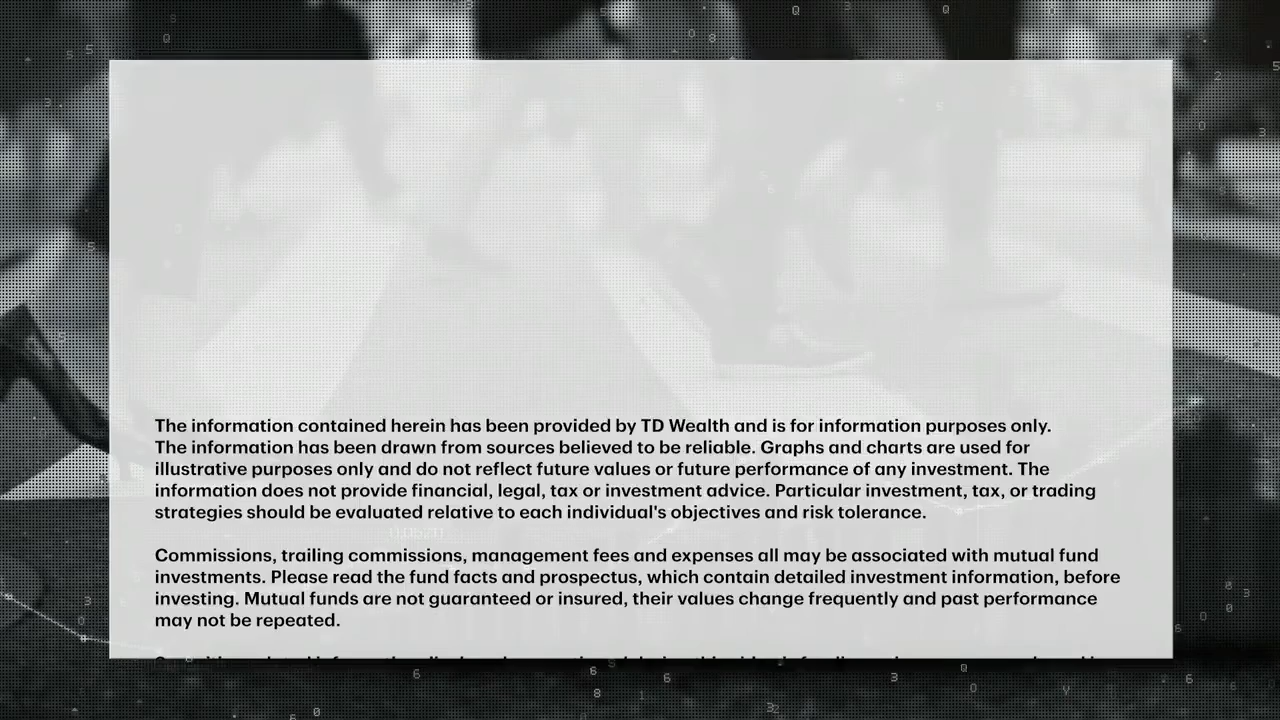 The information contained herein has been provided by TD Wealth and is for information purposes only.
The information has been drawn from sources believed to be reliable. Graphs and charts are used for
illustrative purposes only and do not reflect future values or future performance of any investment. The
information does not provide financial, legal, tax or investment advice. Particular investment, tax, or trading
strategies should be evaluated relative to each individual's objectives and risk tolerance.
Commissions, trailing commissions, management fees and expenses all may be associated with mutual fund
investments. Please read the fund facts and prospectus, which contain detailed investment information, before
investing. Mutual funds are not guaranteed or insured, their values change frequently and past performance
may not be repeated.